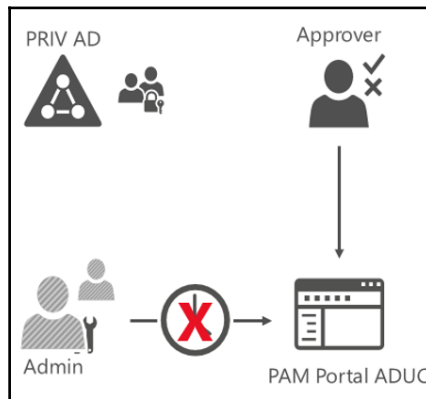 PRIV AD
Approver
X
Admin
PAM Portal ADUC